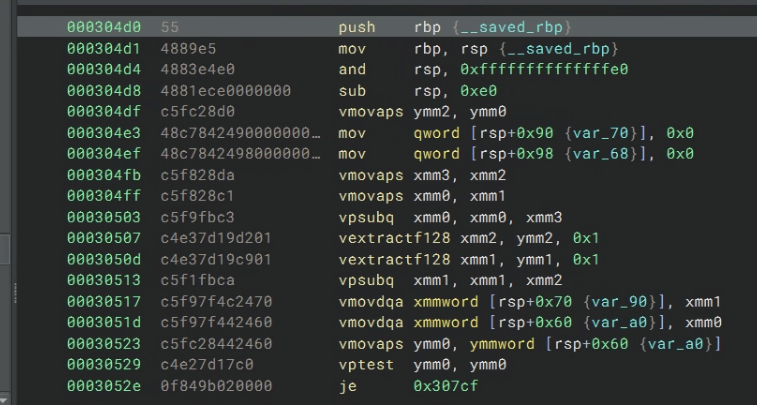 000304d0 55 push rbp {__saved_rbp}
000304d1 4889e5 mov rbp, rsp {__saved_rbp}
000304d4 4883e4e0 and rsp, 0xffffffffffffffe0
000304d8 4881ece0000000 sub rsp, 0xe0
000304df c5fc28d0 vmovaps ymm2, ymm0
000304e3 48c7842490000000… mov qword [rsp+0x90 {var_70}], 0x0
000304ef 48c7842498000000… mov qword [rsp+0x98 {var_68}], 0x0
000304fb c5f828da vmovaps xmm3, xmm2
000304ff c5f828c1 vmovaps xmm0, xmm1
00030503 c5f9fbc3 vpsubq xmm0, xmm0, xmm3
00030507 c4e37d19d201 vextractf128 xmm2, ymm2, 0x1
0003050d c4e37d19c901 vextractf128 xmm1, ymm1, 0x1
00030513 c5f1fbca vpsubq xmm1, xmm1, xmm2
00030517 c5f97f4c2470 vmovdqa xmmword [rsp+0x70 {var_90}], xmm1
0003051d c5f97f442460 vmovdqa xmmword [rsp+0x60 {var_a0}], xmm0
00030523 c5fc28442460 vmovaps ymm0, ymmword [rsp+0x60 {var_a0}]
00030529 c4e27d17c0 vptest ymm0, ymm0
0003052e 0f849b020000 je 0x307cf